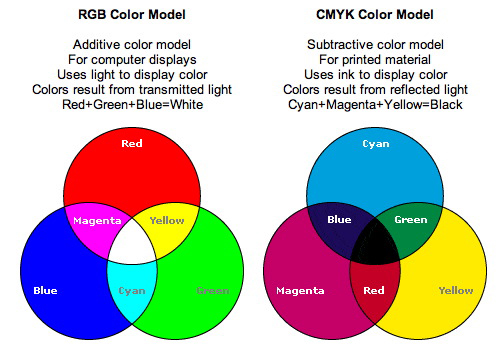 RGB Color Model
Additive color model
For computer displays
Uses light to display color
Colors result from transmitted light
Red+Green+Blue=White
Red
Magenta
Yellow
Blue
Cyan
Green
CMYK Color Model
Subtractive color model
For printed material
Uses ink to display color
Colors result from reflected light
Cyan+Magenta+Yellow=Black
Cyan
Blue
Green
Magenta
Red
Yellow